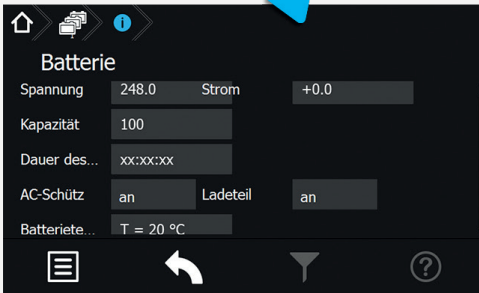 Batterie
Spannung 248.0 Strom +0.0
Kapazität 100
Dauer des... xx:xx:xx
AC-Schütz an Ladeteil an
Batteriete... T = 20 °C